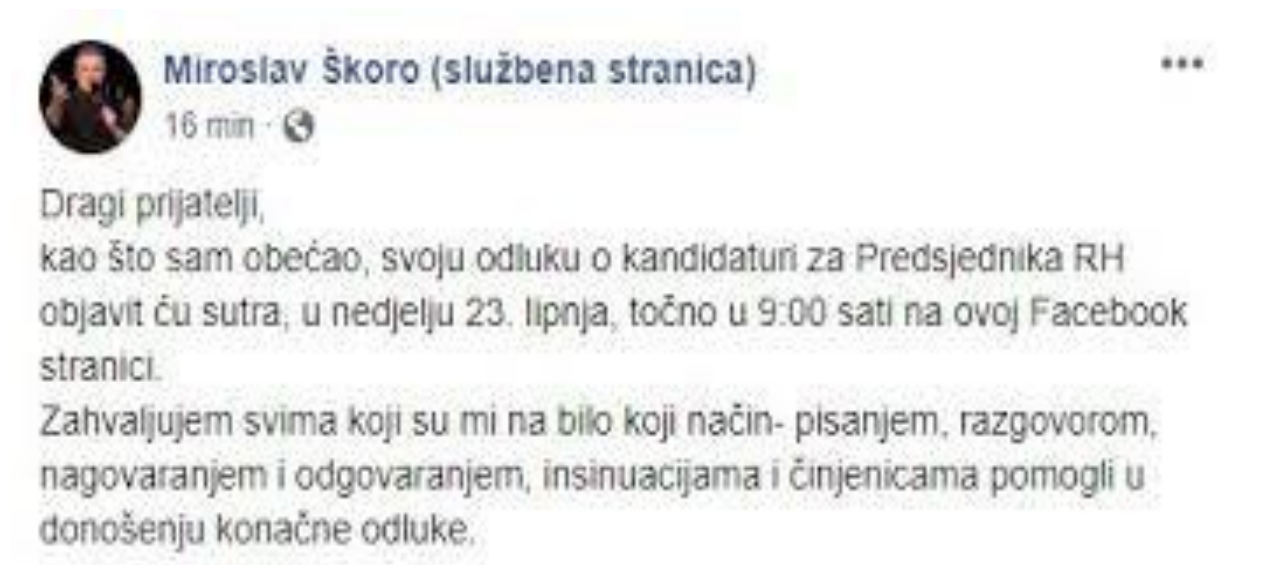 Miroslav Škoro (službena stranica)
16 min ·
Dragi prijatelji,
kao što sam obećao, svoju odluku o kandidaturi za Predsjednika RH
objavit ću sutra, u nedjelju 23. lipnja, točno u 9:00 sati na ovoj Facebook
stranici.
Zahvaljujem svima koji su mi na bilo koji način- pisanjem, razgovorom,
nagovaranjem i odgovaranjem, insinuacijama i činjenicama pomogli u
donošenju konačne odluke.